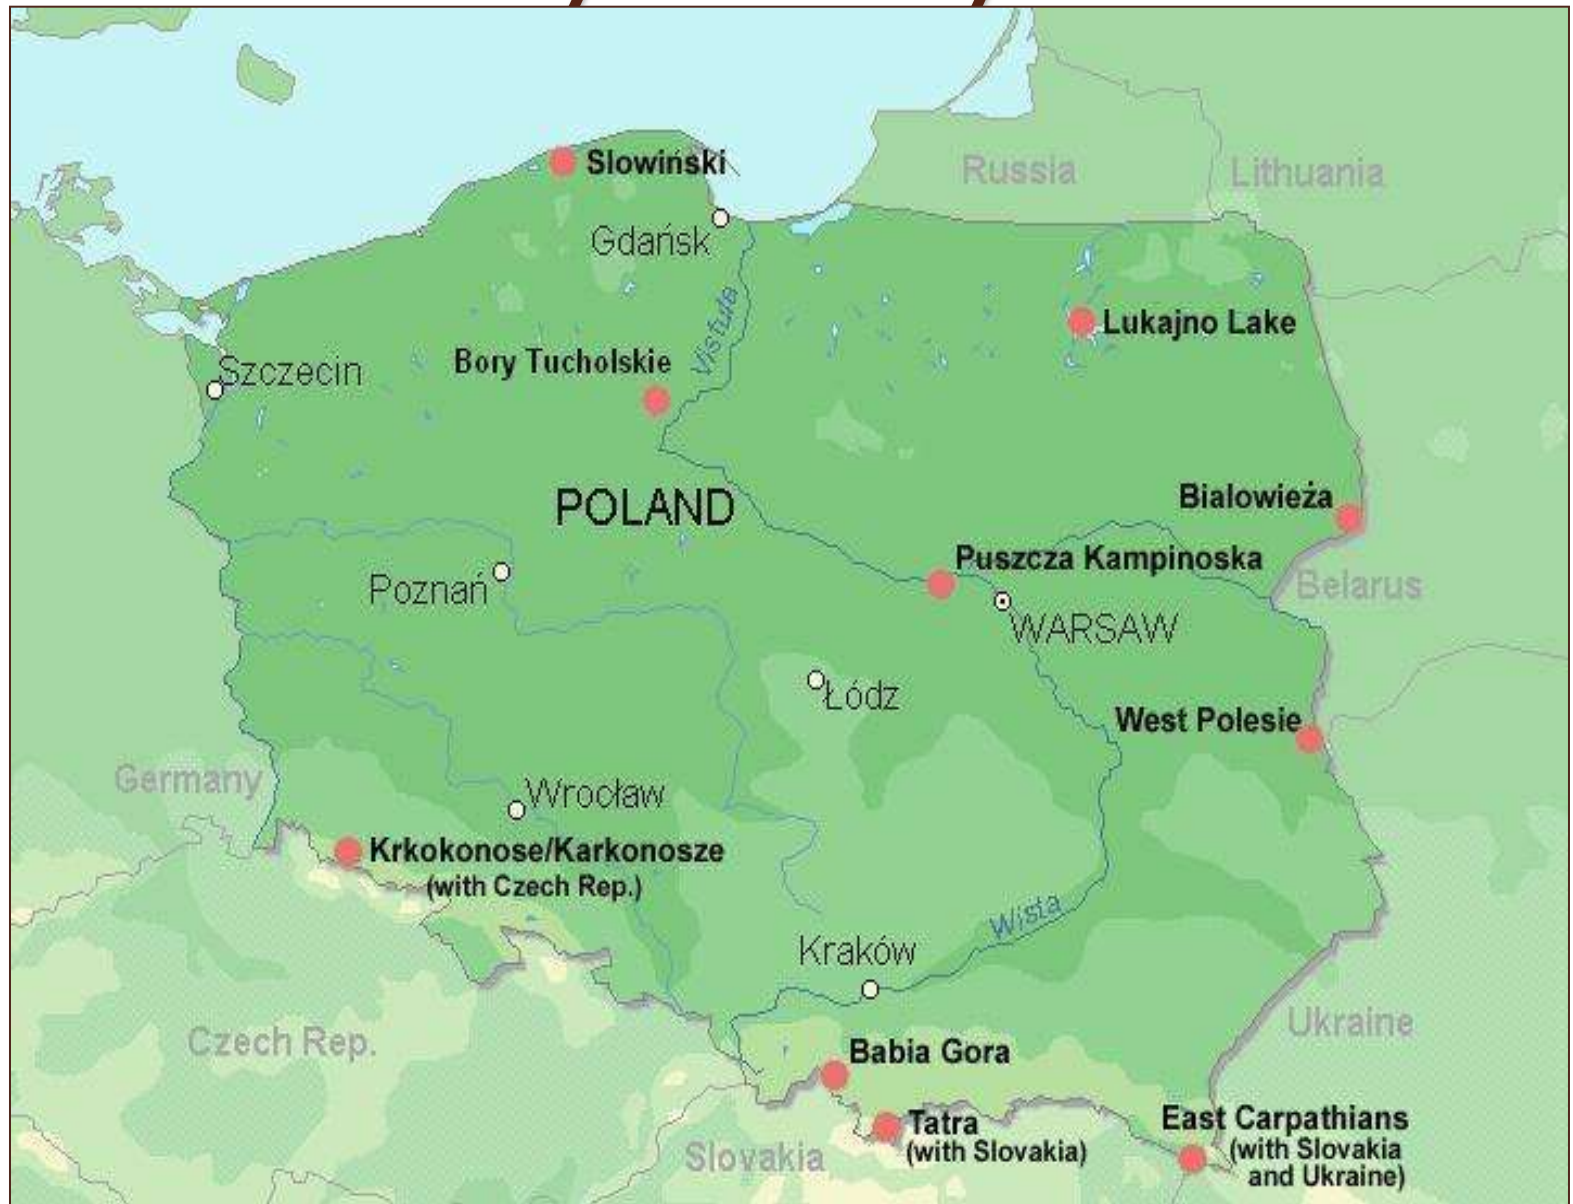 Slowiński
Russia
Lithuania
Gdańsk
Vistula
Lukajno Lake
Bory Tucholskie
Szczecin
POLAND
Bialowieża
Puszcza Kampinoska
Poznań
Belarus
WARSAW
Łódz
West Polesie
Germany
Wrocław
Krkokonose/Karkonosze
(with Czech Rep.)
Wisła
Kraków
Ukraine
Czech Rep.
Babia Gora
Tatra
(with Slovakia)
Slovakia
East Carpathians
(with Slovakia
and Ukraine)